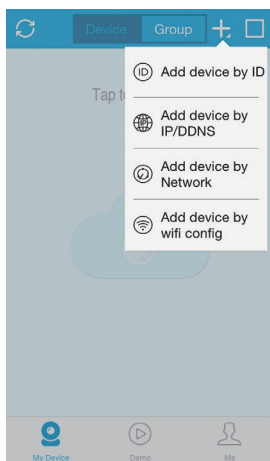 Device Group
Add device by ID
Tap t
Add device by
IP/DDNS
Add device by
Network
Add device by
wifi config
My Device Demo Me